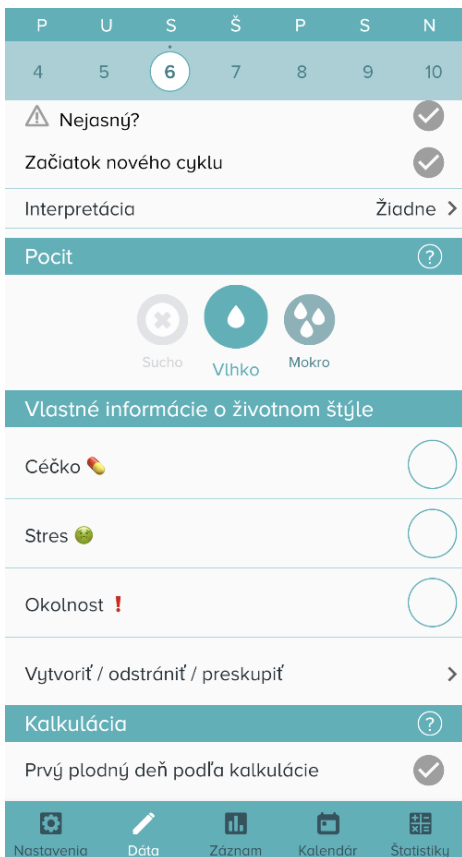 P U S Š P S N
4 5 6 7 8 9 10
Nejasný?
Začiatok nového cyklu
Interpretácia Žiadne >
Pocit ?
Sucho Vlhko Mokro
Vlastné informácie o životnom štýle
Céčko 💊
Stres 🤢
Okolnost ❗
Vytvoriť / odstrániť / preskupiť >
Kalkulácia ?
Prvý plodný deň podľa kalkulácie
Nastavenia Dáta Záznam Kalendár Štatistiky